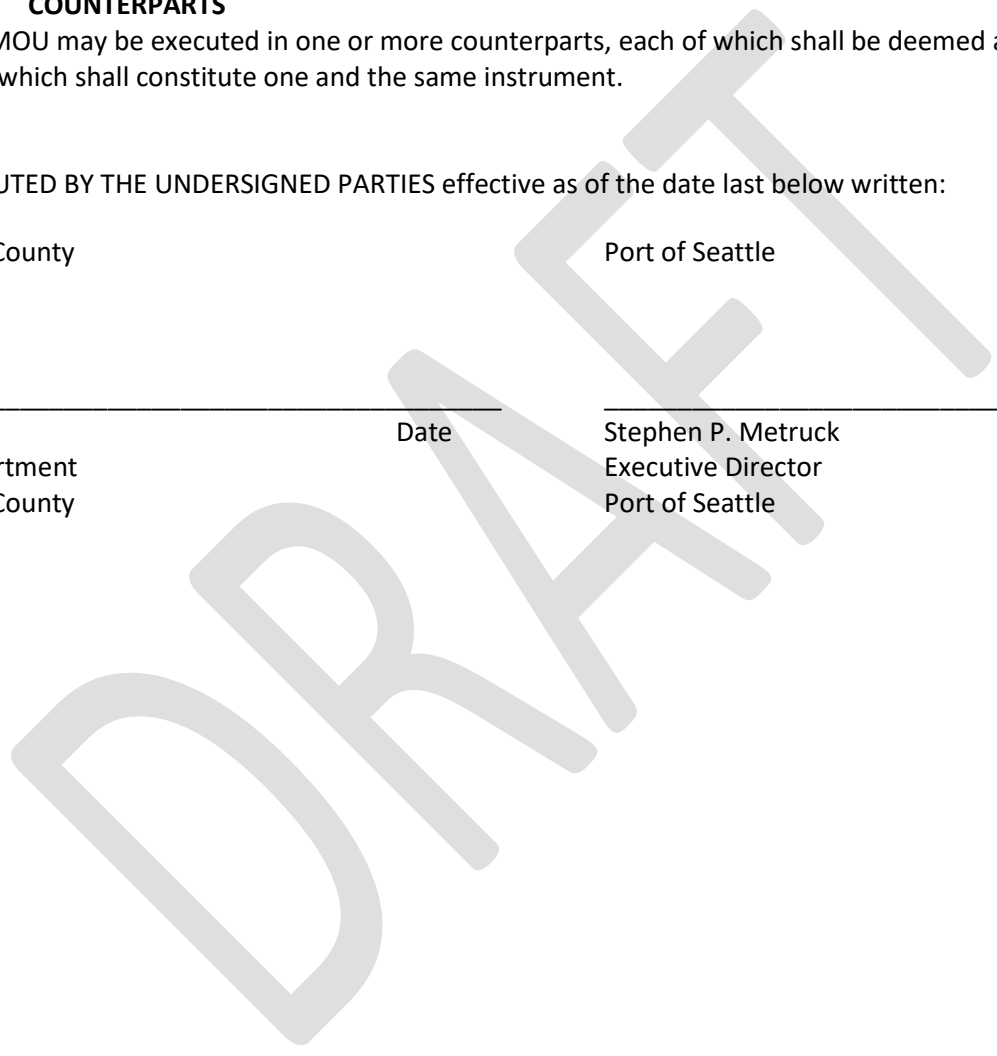 COUNTERPARTS
MOU may be executed in one or more counterparts, each of which shall be deemed
which shall constitute one and the same instrument.
BY THE UNDERSIGNED PARTIES effective as of the date last below written:
County Port of Seattle
Date Stephen P. Metruck
Executive Director
County Port of Seattle
DRAFT